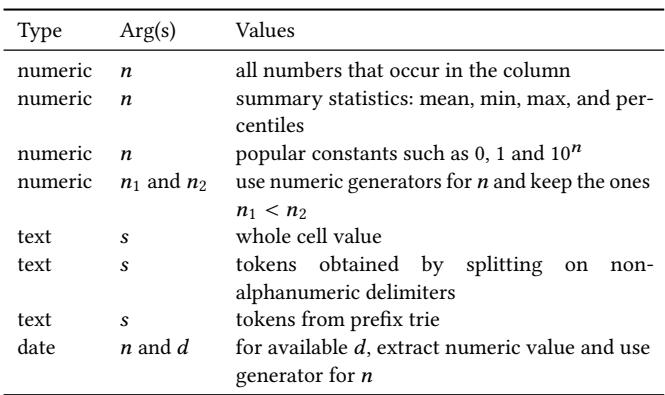 Type Arg(s) Values
numeric n all numbers that occur in the column
numeric n summary statistics: mean, min, max, and per-
centiles
numeric n popular constants such as 0, 1 and 10ⁿ
numeric n₁ and n₂ use numeric generators for n and keep the ones
n₁ < n₂
text s whole cell value
text s tokens obtained by splitting on non-
alphanumeric delimiters
text s tokens from prefix trie
date n and d for available d, extract numeric value and use
generator for n